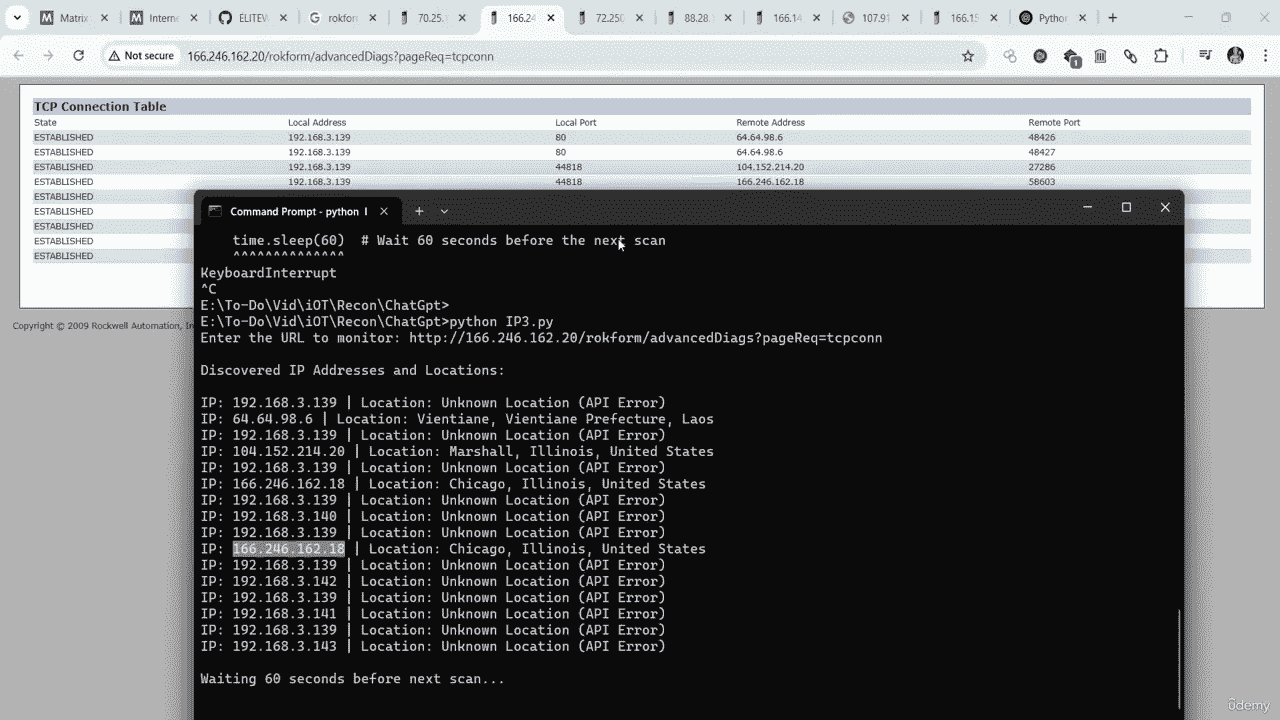 Matrix
Interne
ÉLITEW
rokforn
70.25.
166.24
72.250
88.20.
166.14
107.91
166.15
Python
Not secure
166.246.162.20/rokform/advancedDiags?pageReq=tcpconn
1
TCP Connection Table
State Local Address Local Port Remote Address Remote Port
ESTABLISHED 192.168.3.139 80 64.64.98.6 48426
ESTABLISHED 192.168.3.139 80 64.64.98.6 48427
ESTABLISHED 192.168.3.139 44818 104.152.214.20 27286
ESTABLISHED 192.168.3.139 44818 166.246.162.18 58603
ESTABLISHED
ESTABLISHED
ESTABLISHED
ESTABLISHED
ESTABLISHED
Copyright © 2009 Rockwell Automation, In
Command Prompt - python I
time.sleep(60)  # Wait 60 seconds before the next scan
^^^^^^^^^^^^^^
KeyboardInterrupt
^C
E:\To-Do\Vid\iOT\Recon\ChatGpt>
E:\To-Do\Vid\iOT\Recon\ChatGpt>python IP3.py
Enter the URL to monitor: http://166.246.162.20/rokform/advancedDiags?pageReq=tcpconn
Discovered IP Addresses and Locations:
IP: 192.168.3.139 | Location: Unknown Location (API Error)
IP: 64.64.98.6 | Location: Vientiane, Vientiane Prefecture, Laos
IP: 192.168.3.139 | Location: Unknown Location (API Error)
IP: 104.152.214.20 | Location: Marshall, Illinois, United States
IP: 192.168.3.139 | Location: Unknown Location (API Error)
IP: 166.246.162.18 | Location: Chicago, Illinois, United States
IP: 192.168.3.139 | Location: Unknown Location (API Error)
IP: 192.168.3.140 | Location: Unknown Location (API Error)
IP: 192.168.3.139 | Location: Unknown Location (API Error)
IP: 166.246.162.18 | Location: Chicago, Illinois, United States
IP: 192.168.3.139 | Location: Unknown Location (API Error)
IP: 192.168.3.142 | Location: Unknown Location (API Error)
IP: 192.168.3.139 | Location: Unknown Location (API Error)
IP: 192.168.3.141 | Location: Unknown Location (API Error)
IP: 192.168.3.139 | Location: Unknown Location (API Error)
IP: 192.168.3.143 | Location: Unknown Location (API Error)
Waiting 60 seconds before next scan...
ûdemy